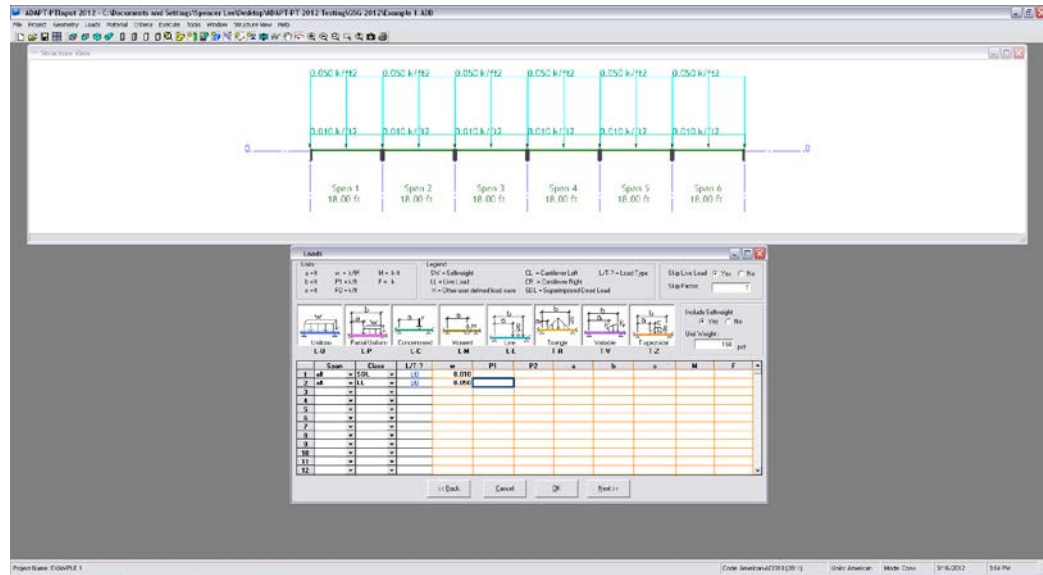 ADAPT-PTInput 2012 - C:\Documents and Settings\Spencer Lee\Desktop\ADAPT-PT 2012 Testing\GSG 2012\Example 1.ADB
File Project Geometry Loads Material Criteria Execute Tools Window Structure View Help
Structure View
0.050 k/ft2 0.050 k/ft2 0.050 k/ft2 0.050 k/ft2 0.050 k/ft2 0.050 k/ft2
0.010 k/ft2 0.010 k/ft2 0.010 k/ft2 0.010 k/ft2 0.010 k/ft2 0.010 k/ft2
0 0
Span 1 Span 2 Span 3 Span 4 Span 5 Span 6
18.00 ft 18.00 ft 18.00 ft 18.00 ft 18.00 ft 18.00 ft
Loads
Units Legend
a = ft w = k/ft² M = k-ft SW = Selfweight CL = Cantilever Left L/T-? = Load Type Skip Live Load Yes No
b = ft P1 = k/ft F = k LL = Live Load CR = Cantilever Right Skip Factor 1
c = ft P2 = k/ft X = Other user defined load case SDL = Superimposed Dead Load
Include Selfweight
Yes No
Unit Weight:
150 pcf
Uniform Partial Uniform Concentrated Moment Line Triangle Variable Trapezoidal
L-U L-P L-C L-M L-L T-R T-V T-Z
Span Class L/T-? w P1 P2 a b c M F
1 all SDL L-U 0.010
2 all LL L-U 0.050
3
4
5
6
7
8
9
10
11
12
<< Back Cancel OK Next >>
Project Name: EXAMPLE 1 Code: American-ACI318 (2011) Units: American Mode: Conv 3:04 PM